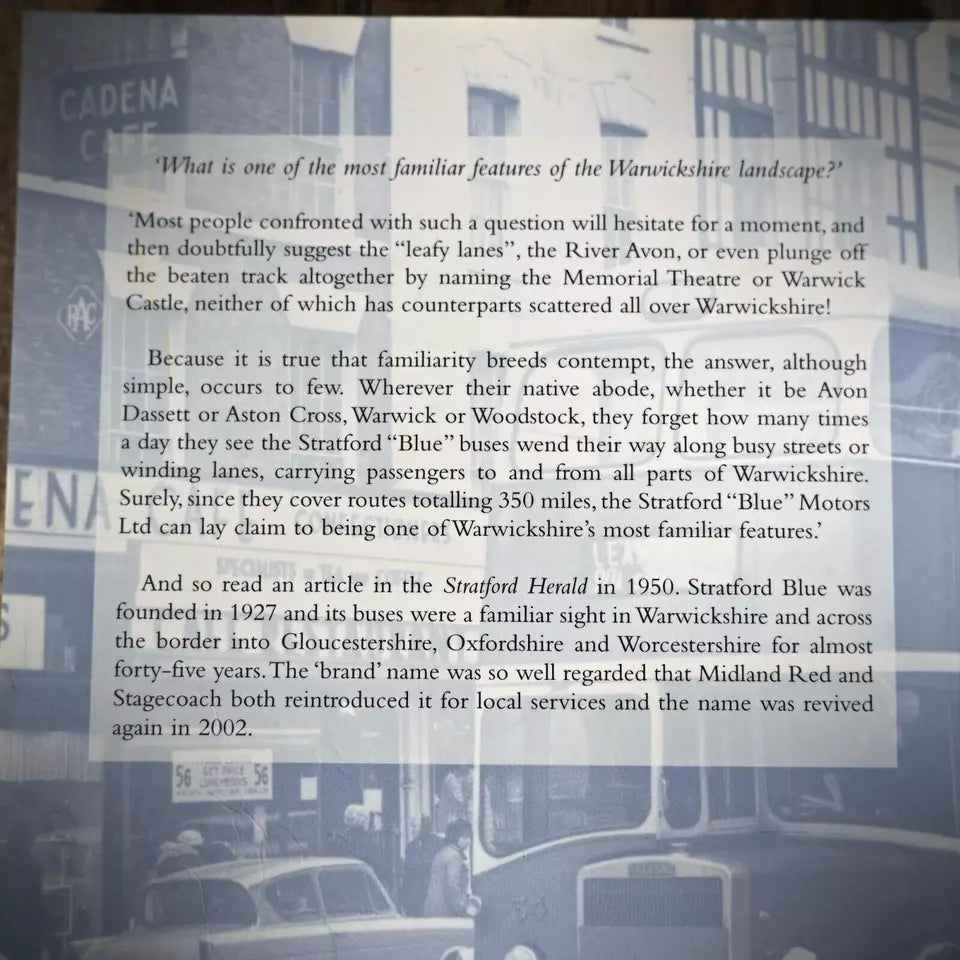 CADENA
CAFE
'What is one of the most familiar features of the Warwickshire landscape?'
'Most people confronted with such a question will hesitate for a moment, and
then doubtfully suggest the “leafy lanes”, the River Avon, or even plunge off
the beaten track altogether by naming the Memorial Theatre or Warwick
Castle, neither of which has counterparts scattered all over Warwickshire!
RAC
Because it is true that familiarity breeds contempt, the answer, although
simple, occurs to few. Wherever their native abode, whether it be Avon
Dassett or Aston Cross, Warwick or Woodstock, they forget how many times
a day they see the Stratford “Blue” buses wend their way along busy streets or
winding lanes, carrying passengers to and from all parts of Warwickshire.
Surely, since they cover routes totalling 350 miles, the Stratford “Blue” Motors
Ltd can lay claim to being one of Warwickshire's most familiar features.'
ENA
CONFECTIONERS
SPECIALISTS
And so read an article in the Stratford Herald in 1950. Stratford Blue was
founded in 1927 and its buses were a familiar sight in Warwickshire and across
the border into Gloucestershire, Oxfordshire and Worcestershire for almost
forty-five years. The 'brand' name was so well regarded that Midland Red and
Stagecoach both reintroduced it for local services and the name was revived
again in 2002.
S
56 SET PRICE 56
LUNCHEONS